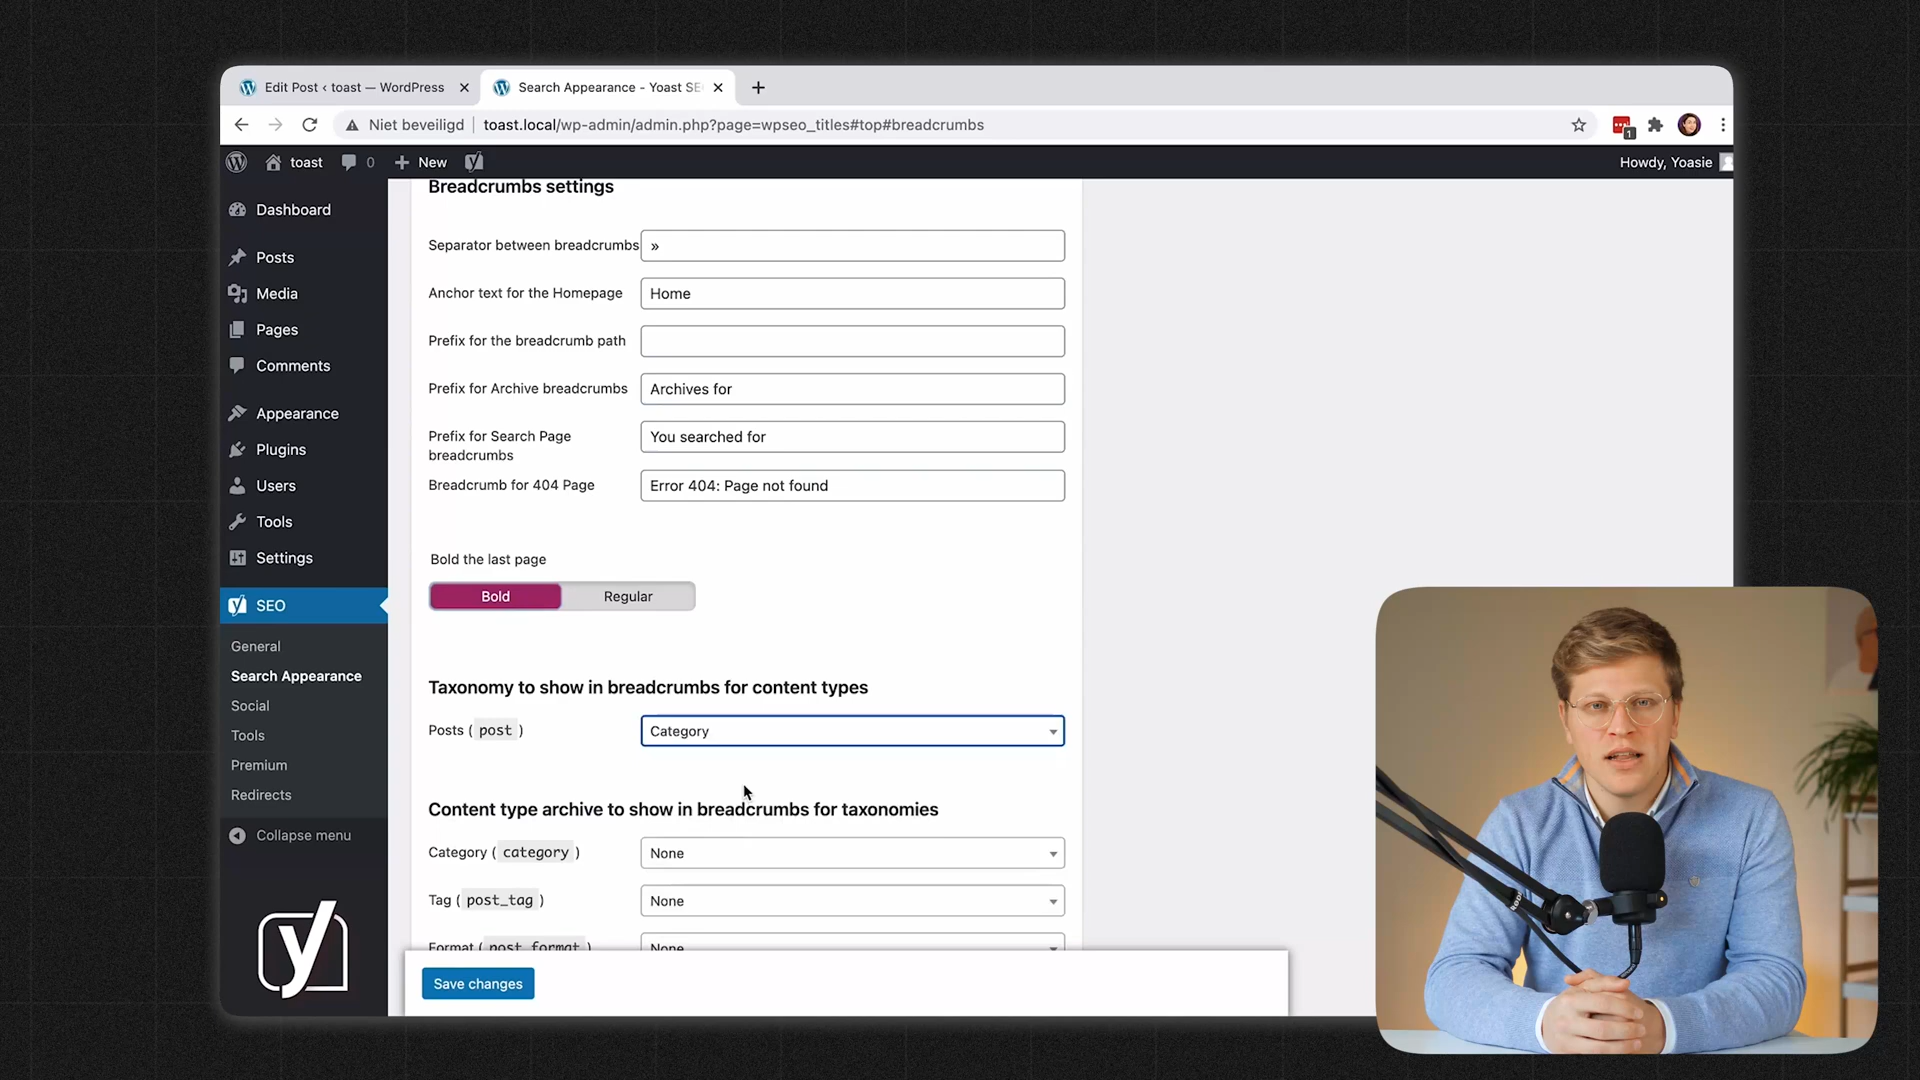 Edit Post ‹ toast — WordPress
Search Appearance - Yoast SE
Niet beveiligd
toast.local/wp-admin/admin.php?page=wpseo_titles#top#breadcrumbs
1
toast
0
New
Howdy, Yoasie
Dashboard
Posts
Media
Pages
Comments
Appearance
Plugins
Users
Tools
Settings
SEO
General
Search Appearance
Social
Tools
Premium
Redirects
Collapse menu
Breadcrumbs settings
Separator between breadcrumbs »
Anchor text for the Homepage Home
Prefix for the breadcrumb path
Prefix for Archive breadcrumbs Archives for
Prefix for Search Page
breadcrumbs
You searched for
Breadcrumb for 404 Page Error 404: Page not found
Bold the last page
Bold Regular
Taxonomy to show in breadcrumbs for content types
Posts ( post ) Category
Content type archive to show in breadcrumbs for taxonomies
Category ( category ) None
Tag ( post_tag ) None
Format ( post_format ) None
Save changes